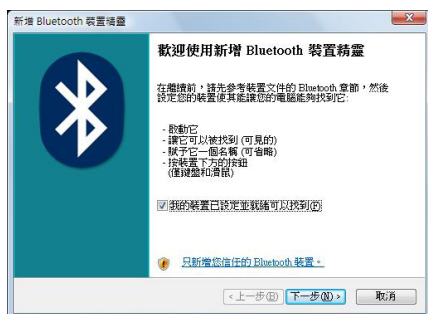 新增 Bluetooth 裝置精靈
歡迎使用新增 Bluetooth 裝置精靈
在繼續前，請先參考裝置文件的 Bluetooth 章節，然後
設定您的裝置使其能讓您的電腦能夠找到它:
- 啟動它
- 讓它可以被找到 (可見的)
- 賦予它一個名稱 (可省略)
- 按裝置下方的按鈕
(僅鍵盤和滑鼠)
我的裝置已設定並就緒可以找到(F)
只新增您信任的 Bluetooth 裝置。
<上一步(B) 下一步(N) > 取消